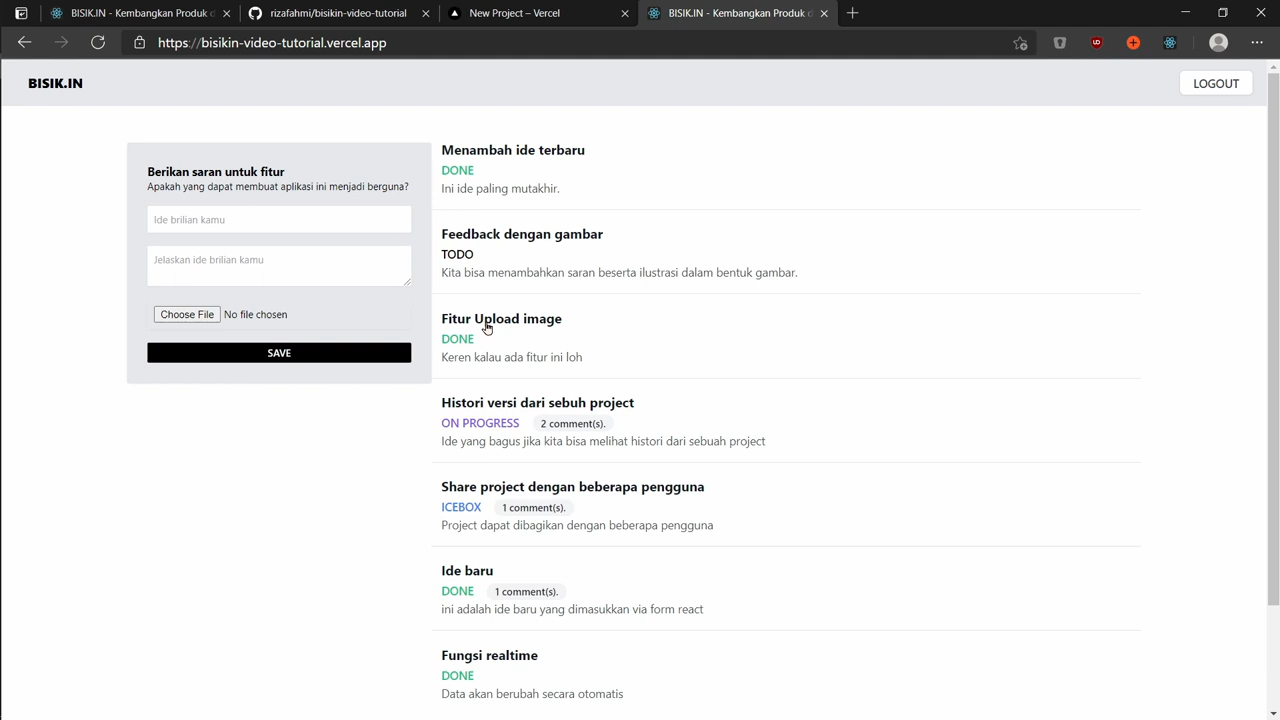 BISIK.IN - Kembangkan Produk d
rizafahmi/bisikin-video-tutorial
New Project – Vercel
BISIK.IN - Kembangkan Produk d
https://bisikin-video-tutorial.vercel.app
BISIK.IN
LOGOUT
Berikan saran untuk fitur
Apakah yang dapat membuat aplikasi ini menjadi berguna?
Ide brilian kamu
Jelaskan ide brilian kamu
Choose File No file chosen
SAVE
Menambah ide terbaru
DONE
Ini ide paling mutakhir.
Feedback dengan gambar
TODO
Kita bisa menambahkan saran beserta ilustrasi dalam bentuk gambar.
Fitur Upload image
DONE
Keren kalau ada fitur ini loh
Histori versi dari sebuh project
ON PROGRESS 2 comment(s).
Ide yang bagus jika kita bisa melihat histori dari sebuah project
Share project dengan beberapa pengguna
ICEBOX 1 comment(s).
Project dapat dibagikan dengan beberapa pengguna
Ide baru
DONE 1 comment(s).
ini adalah ide baru yang dimasukkan via form react
Fungsi realtime
DONE
Data akan berubah secara otomatis